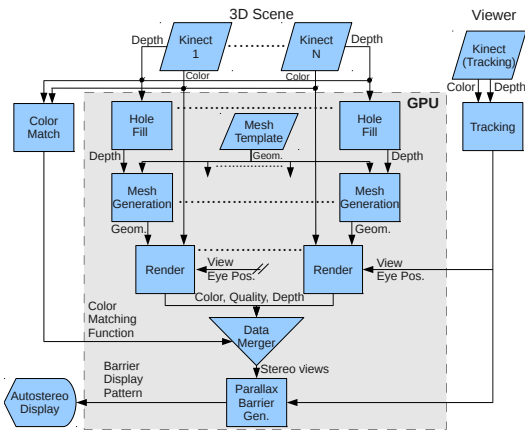 3D Scene
Viewer
Depth
Kinect
1
Kinect
N
Depth
Kinect
(Tracking)
Color
Color
Color
Depth
GPU
Color
Match
Hole
Fill
Mesh
Template
Hole
Fill
Tracking
Depth
Geom.
Depth
Mesh
Generation
Mesh
Generation
Geom.
Geom.
Render
View
Eye Pos.
Render
View
Eye Pos.
Color, Quality, Depth
Color
Matching
Function
Data
Merger
Stereo views
Barrier
Display
Pattern
Autostereo
Display
Parallax
Barrier
Gen.